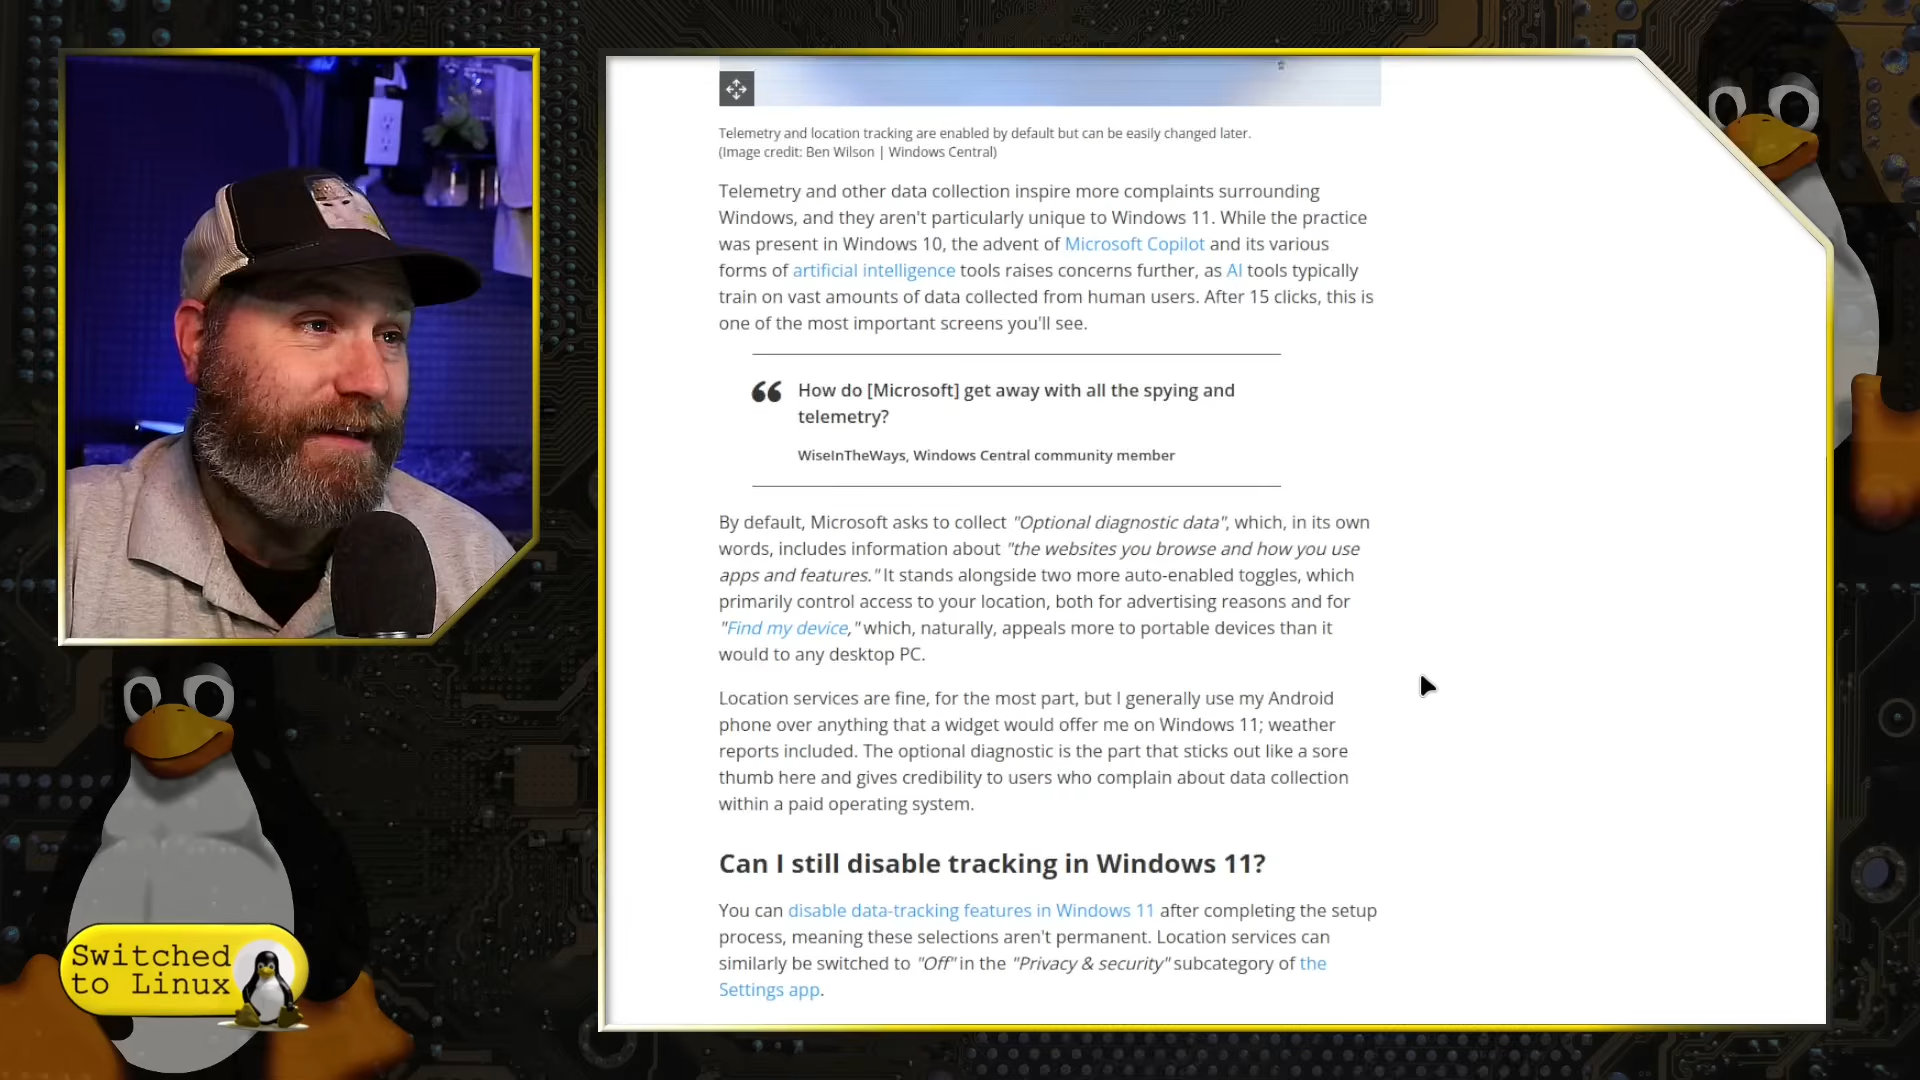 Telemetry and location tracking are enabled by default but can be easily changed later.
(Image credit: Ben Wilson | Windows Central)
Telemetry and other data collection inspire more complaints surrounding
Windows, and they aren't particularly unique to Windows 11. While the practice
was present in Windows 10, the advent of Microsoft Copilot and its various
forms of artificial intelligence tools raises concerns further, as AI tools typically
train on vast amounts of data collected from human users. After 15 clicks, this is
one of the most important screens you'll see.
“ How do [Microsoft] get away with all the spying and
telemetry?
WiseInTheWays, Windows Central community member
By default, Microsoft asks to collect "Optional diagnostic data", which, in its own
words, includes information about "the websites you browse and how you use
apps and features." It stands alongside two more auto-enabled toggles, which
primarily control access to your location, both for advertising reasons and for
"Find my device," which, naturally, appeals more to portable devices than it
would to any desktop PC.
Location services are fine, for the most part, but I generally use my Android
phone over anything that a widget would offer me on Windows 11; weather
reports included. The optional diagnostic is the part that sticks out like a sore
thumb here and gives credibility to users who complain about data collection
within a paid operating system.
Can I still disable tracking in Windows 11?
You can disable data-tracking features in Windows 11 after completing the setup
process, meaning these selections aren't permanent. Location services can
similarly be switched to "Off" in the "Privacy & security" subcategory of the
Settings app.
Switched
to Linux